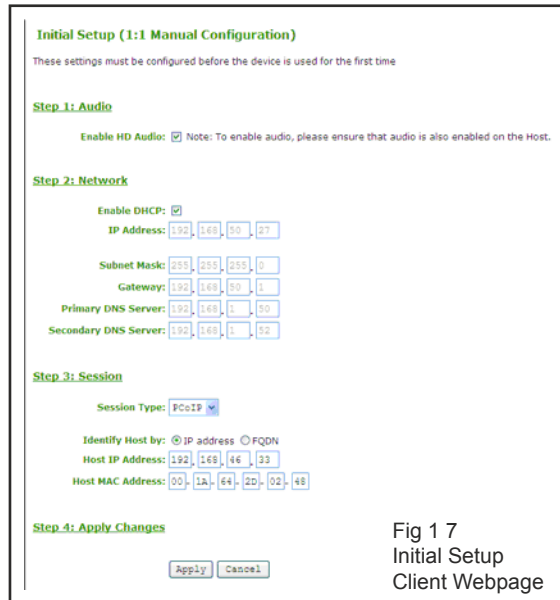 Initial Setup (1:1 Manual Configuration)
These settings must be configured before the device is used for the first time
Step 1: Audio
Enable HD Audio: Note: To enable audio, please ensure that audio is also enabled on the Host.
Step 2: Network
Enable DHCP:
IP Address: 192 . 168 . 50 . 27
Subnet Mask: 255 . 255 . 255 . 0
Gateway: 192 . 168 . 50 . 1
Primary DNS Server: 192 . 168 . 1 . 50
Secondary DNS Server: 192 . 168 . 1 . 52
Step 3: Session
Session Type: PCoIP
Identify Host by: IP address FQDN
Host IP Address: 192 . 168 . 46 . 33
Host MAC Address: 00 - 1A - 64 - 2D - 02 - 48
Step 4: Apply Changes
Apply Cancel
Fig 1 7
Initial Setup
Client Webpage